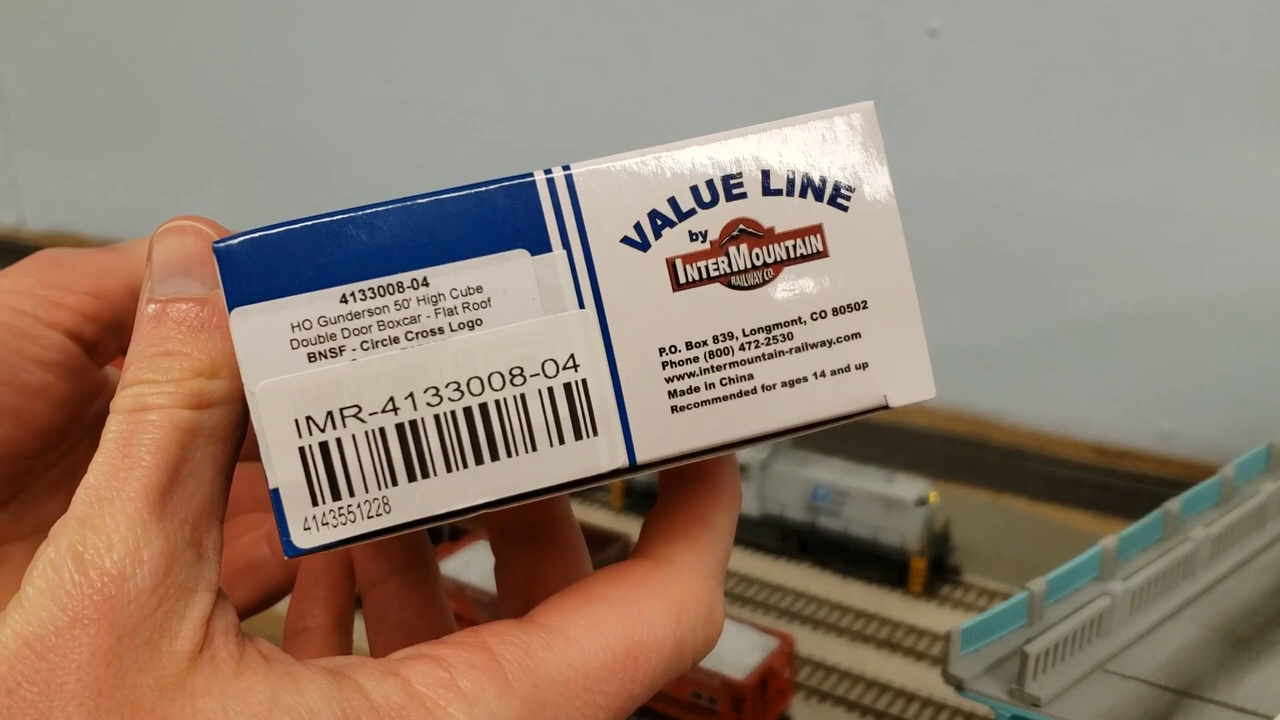 4133008-04
HO Gunderson 50' High Cube
Double Door Boxcar - Flat Roof
BNSF - Circle Cross Logo
IMR-4133008-04
4143551228
VALUE LINE
by
INTERMOUNTAIN
RAILWAY CO.
P.O. Box 839, Longmont, CO 80502
Phone (800) 472-2530
www.intermountain-railway.com
Made in China
Recommended for ages 14 and up